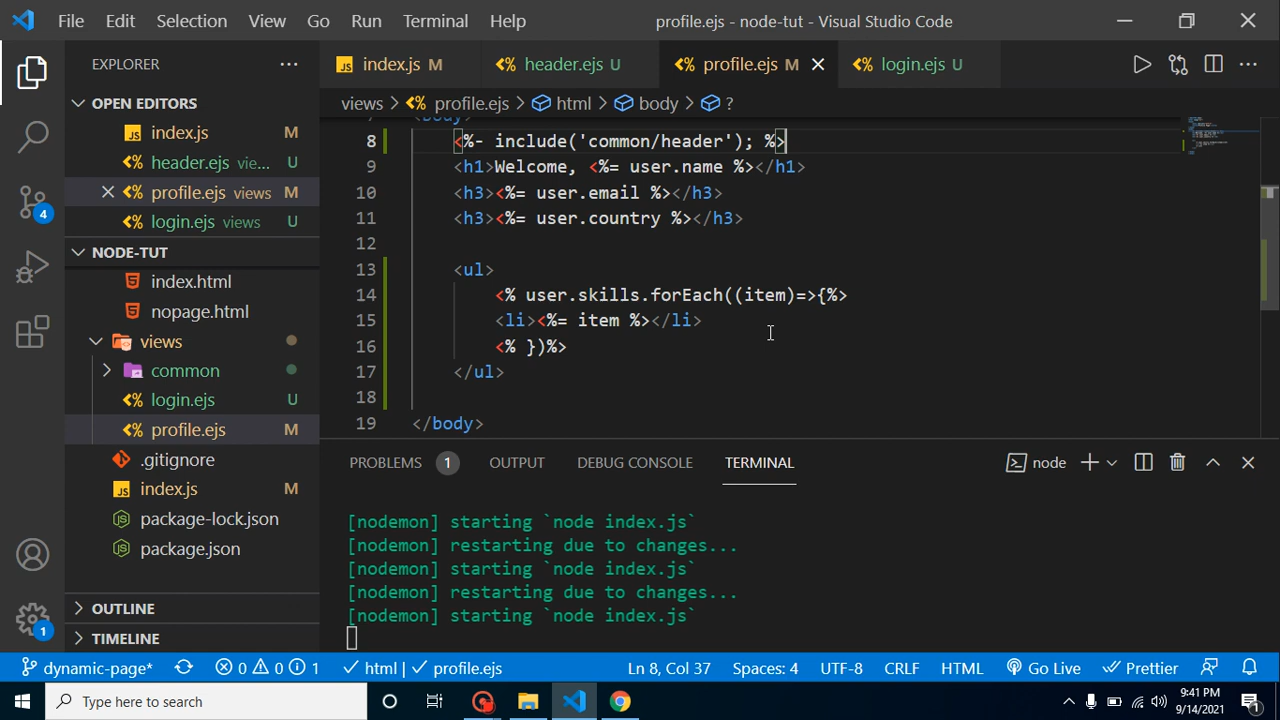 File Edit Selection View Go Run Terminal Help profile.ejs - node-tut - Visual Studio Code
EXPLORER
OPEN EDITORS
index.js M
header.ejs vie... U
profile.ejs views M
login.ejs views U
NODE-TUT
index.html
nopage.html
views
common
login.ejs U
profile.ejs M
.gitignore
index.js M
package-lock.json
package.json
OUTLINE
TIMELINE
4
1
index.js M header.ejs U profile.ejs M login.ejs U
views > profile.ejs > html > body > ?
7 <body>
8 <%- include('common/header'); %>
9 <h1>Welcome, <%= user.name %></h1>
10 <h3><%= user.email %></h3>
11 <h3><%= user.country %></h3>
12
13 <ul>
14 <% user.skills.forEach((item)=>{%>
15 <li><%= item %></li>
16 <% })%>
17 </ul>
18
19 </body>
PROBLEMS 1 OUTPUT DEBUG CONSOLE TERMINAL node
[nodemon] starting `node index.js`
[nodemon] restarting due to changes...
[nodemon] starting `node index.js`
[nodemon] restarting due to changes...
[nodemon] starting `node index.js`
dynamic-page* 0 0 1 html | profile.ejs Ln 8, Col 37 Spaces: 4 UTF-8 CRLF HTML Go Live Prettier
Type here to search
9:41 PM
9/14/2021
1